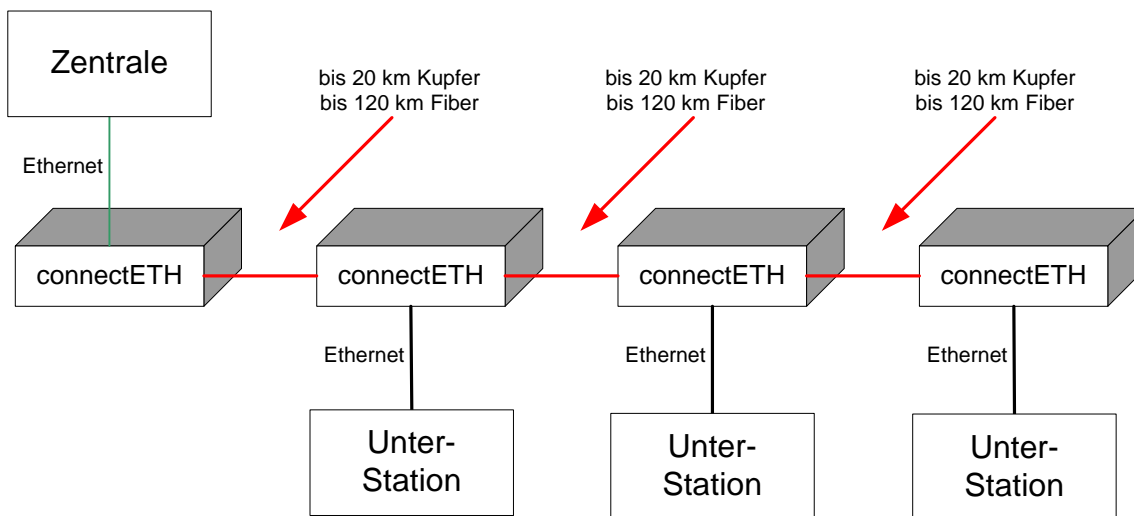 Zentrale
bis 20 km Kupfer
bis 120 km Fiber
bis 20 km Kupfer
bis 120 km Fiber
bis 20 km Kupfer
bis 120 km Fiber
Ethernet
connectETH
connectETH
connectETH
connectETH
Ethernet
Ethernet
Ethernet
Unter-
Station
Unter-
Station
Unter-
Station